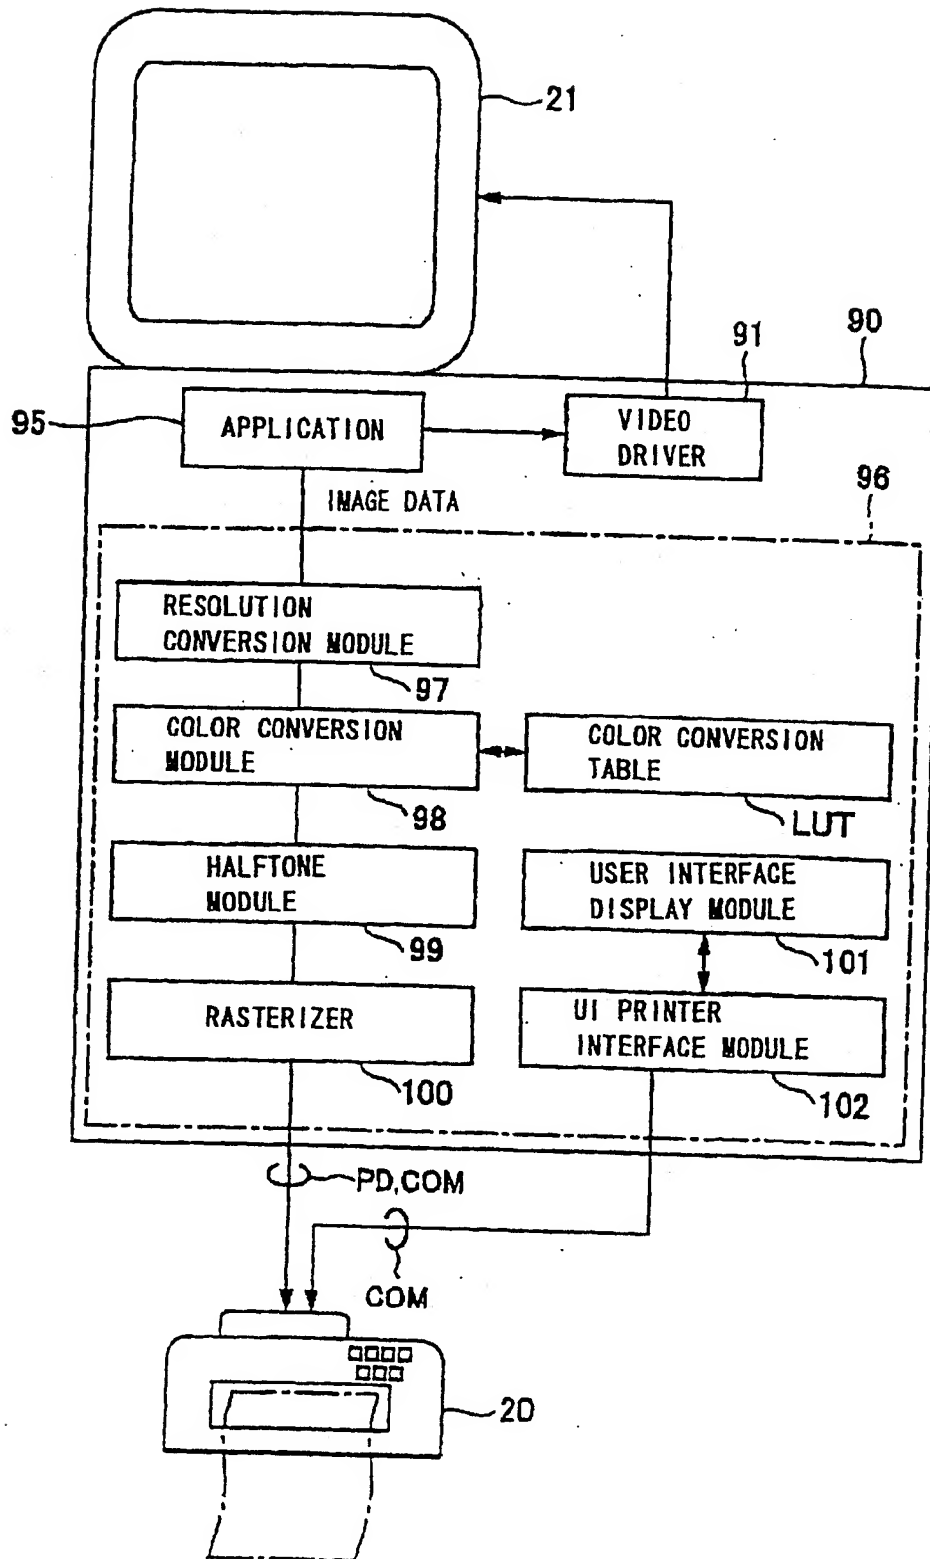 21
91
90
95
APPLICATION
VIDEO
DRIVER
96
IMAGE DATA
RESOLUTION
CONVERSION MODULE
97
COLOR CONVERSION
MODULE
COLOR CONVERSION
TABLE
98
LUT
HALFTONE
MODULE
USER INTERFACE
DISPLAY MODULE
99
101
RASTERIZER
UI PRINTER
INTERFACE MODULE
100
102
PD,COM
COM
20